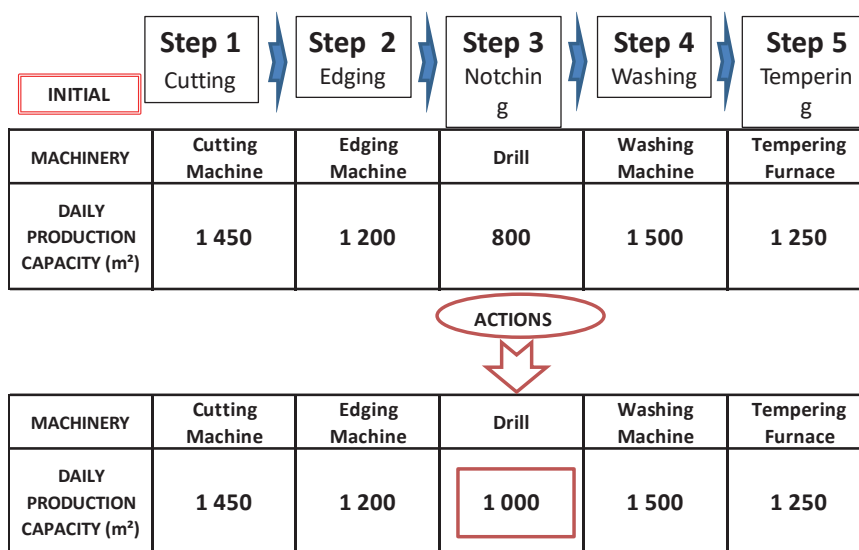 Step 1
Cutting
Step 2
Edging
Step 3
Notchin
g
Step 4
Washing
Step 5
Temperin
g
INITIAL
MACHINERY
Cutting
Machine
Edging
Machine
Drill
Washing
Machine
Tempering
Furnace
DAILY
PRODUCTION
CAPACITY (m²)
1 450
1 200
800
1 500
1 250
ACTIONS
MACHINERY
Cutting
Machine
Edging
Machine
Drill
Washing
Machine
Tempering
Furnace
DAILY
PRODUCTION
CAPACITY (m²)
1 450
1 200
1 000
1 500
1 250